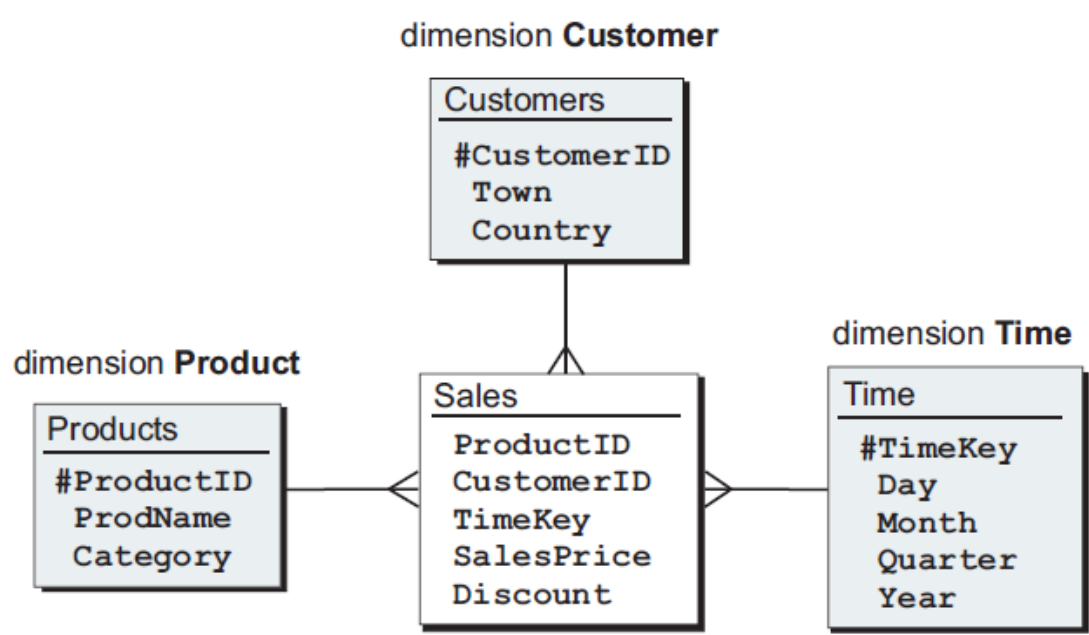 dimension Customer
Customers
#CustomerID
Town
Country
dimension Product
Products
#ProductID
ProdName
Category
Sales
ProductID
CustomerID
TimeKey
SalesPrice
Discount
dimension Time
Time
#TimeKey
Day
Month
Quarter
Year